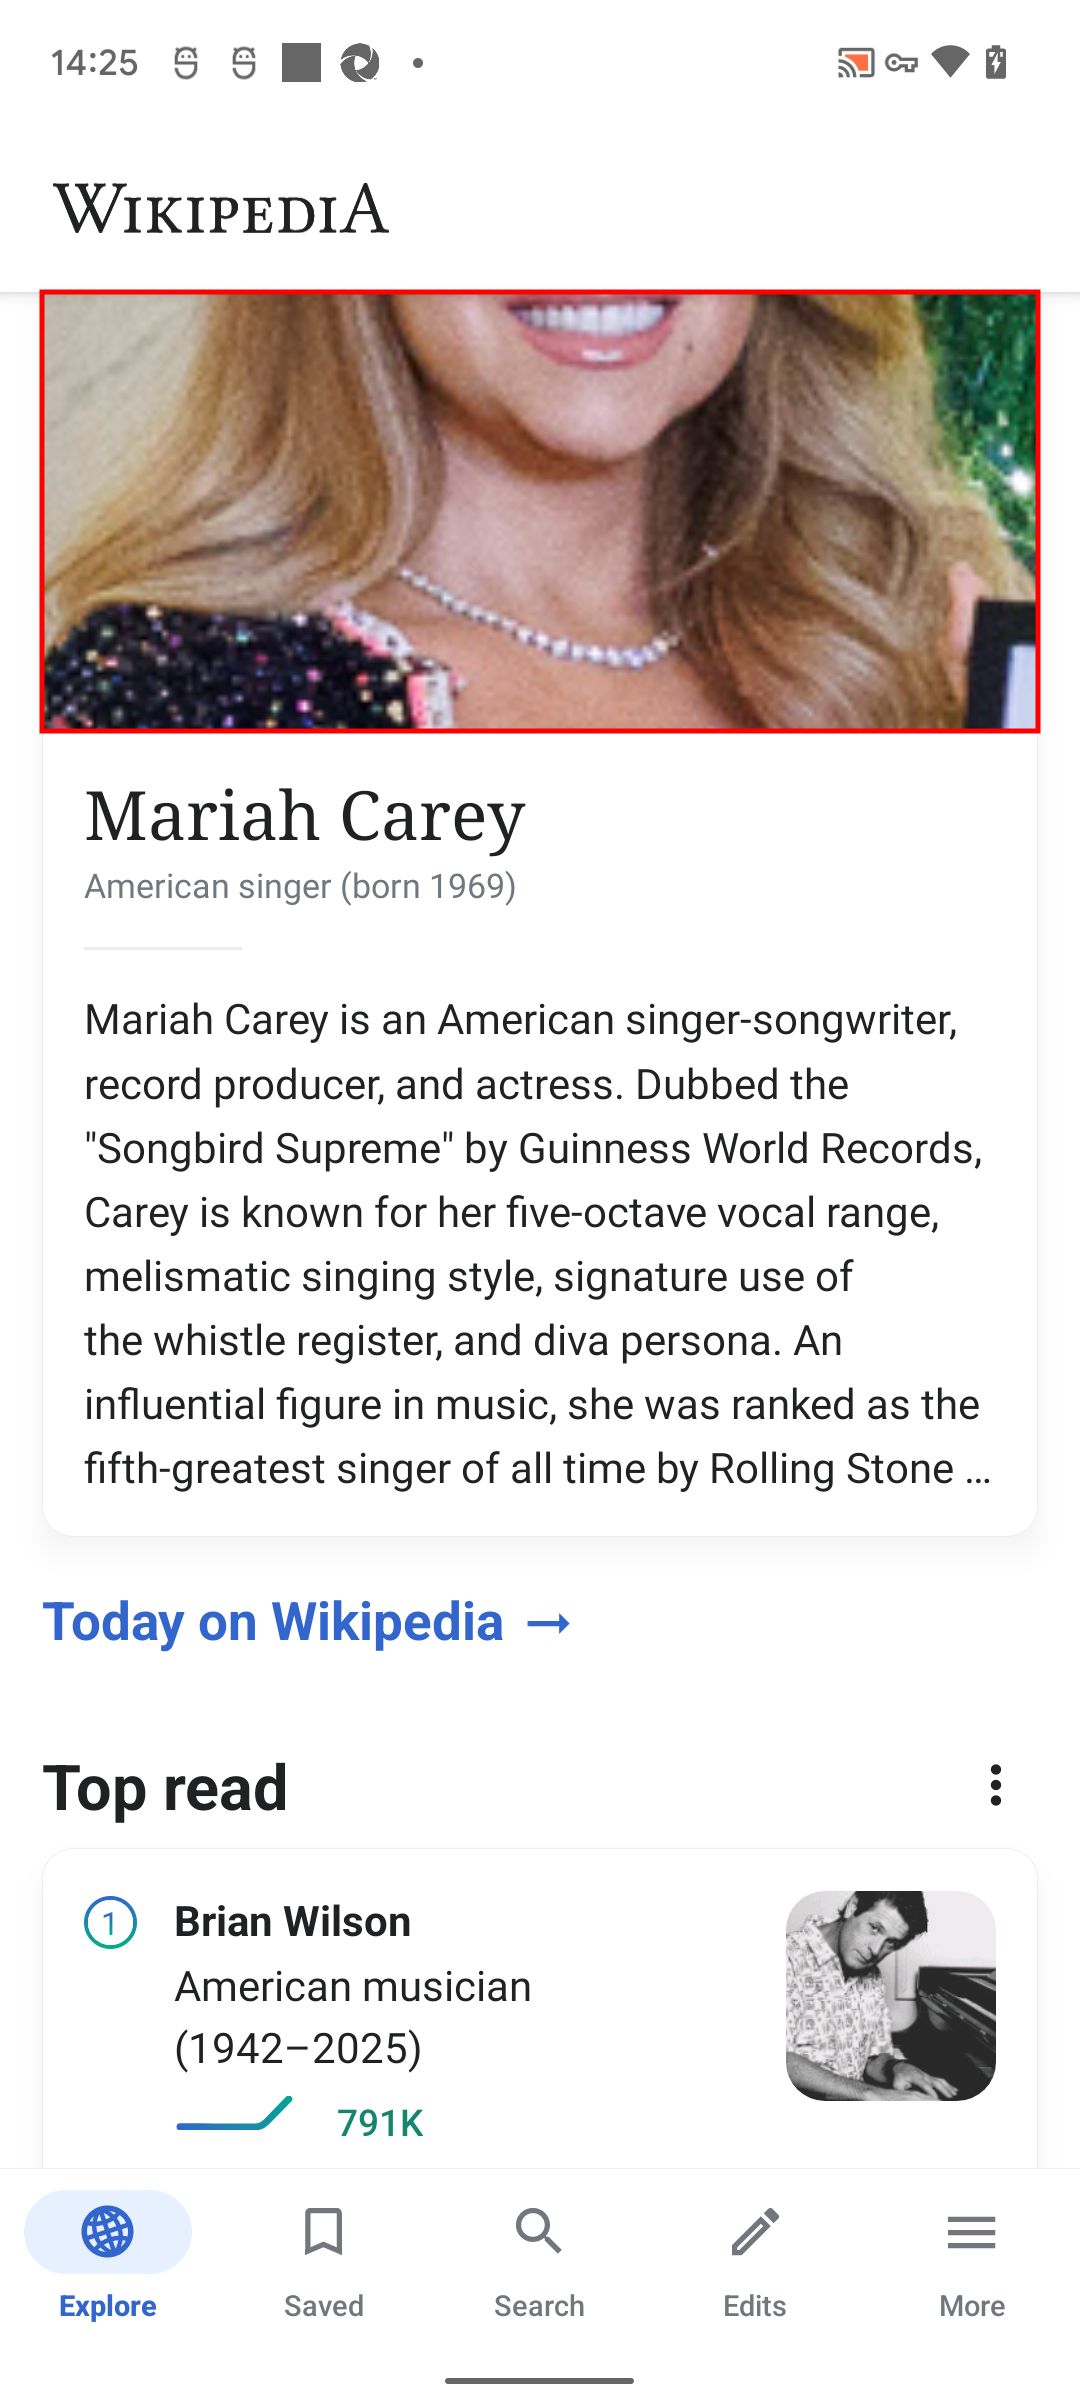 14:25
WIKIPEDIA
Mariah Carey
American singer (born 1969)
Mariah Carey is an American singer-songwriter,
record producer, and actress. Dubbed the
"Songbird Supreme" by Guinness World Records,
Carey is known for her five-octave vocal range,
melismatic singing style, signature use of
the whistle register, and diva persona. An
influential figure in music, she was ranked as the
fifth-greatest singer of all time by Rolling Stone ...
Today on Wikipedia →
Top read
1 Brian Wilson
American musician
(1942–2025)
791K
Explore Saved Search Edits More